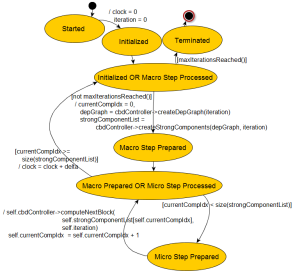 / clock = 0
iteration = 0
Started
Initialized
Terminated
[maxIterationsReached()]
Initialized OR Macro Step Processed
[not maxIterationsReached()]
/ currentCompIdx = 0,
depGraph = cbdController->createDepGraph(iteration)
strongComponentList =
cbdController->createStrongComponents(depGraph, iteration)
Macro Step Prepared
[currentCompIdx >=
size(strongComponentList)]
/ clock = clock + delta
Macro Prepared OR Micro Step Processed
[currentCompIdx < size(strongComponentList)]
/ self.cbdController->computeNextBlock(
self.strongComponentList[self.currentCompIdx],
self.iteration)
self.currentCompIdx = self.currentCompIdx + 1
Micro Step Prepared